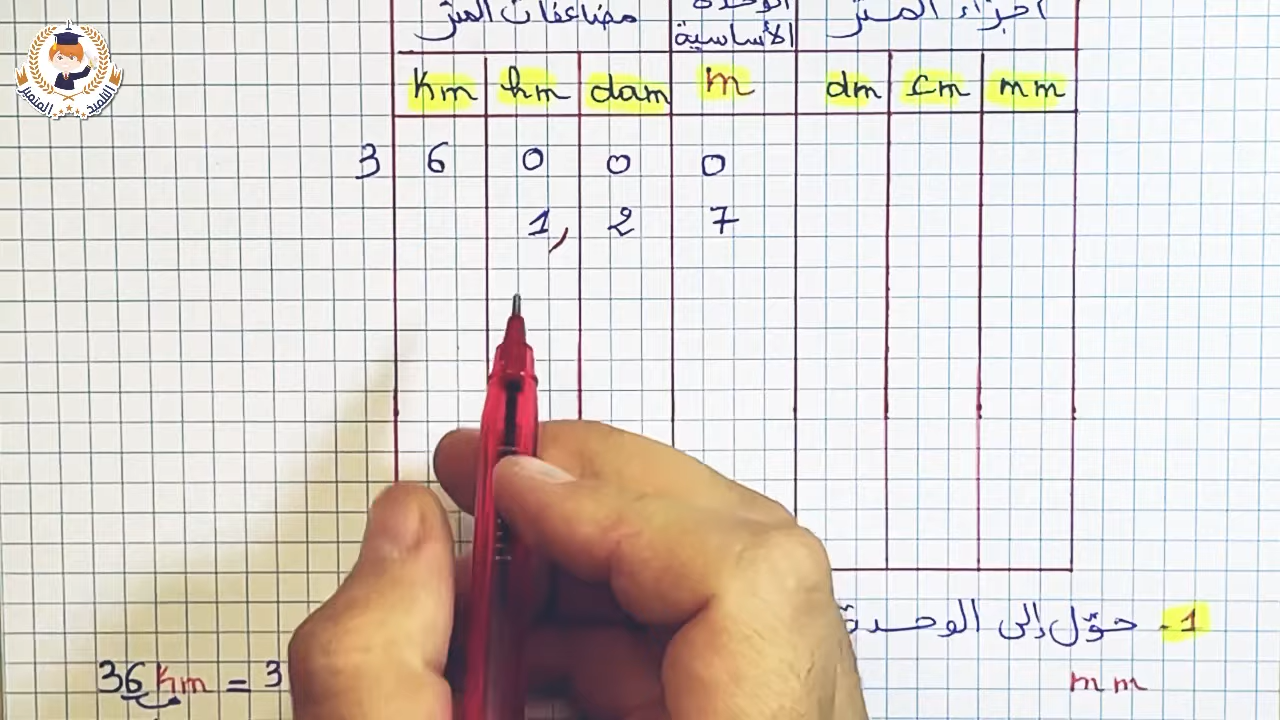 أجزاء المتر الوحدة الأساسية مضاعفات المتر
Km hm dam m dm cm mm
3 6 0 0 0
1, 2 7
1- حوّل إلى الوحدة
mm
36 Km = 3
التلميذ المتميز